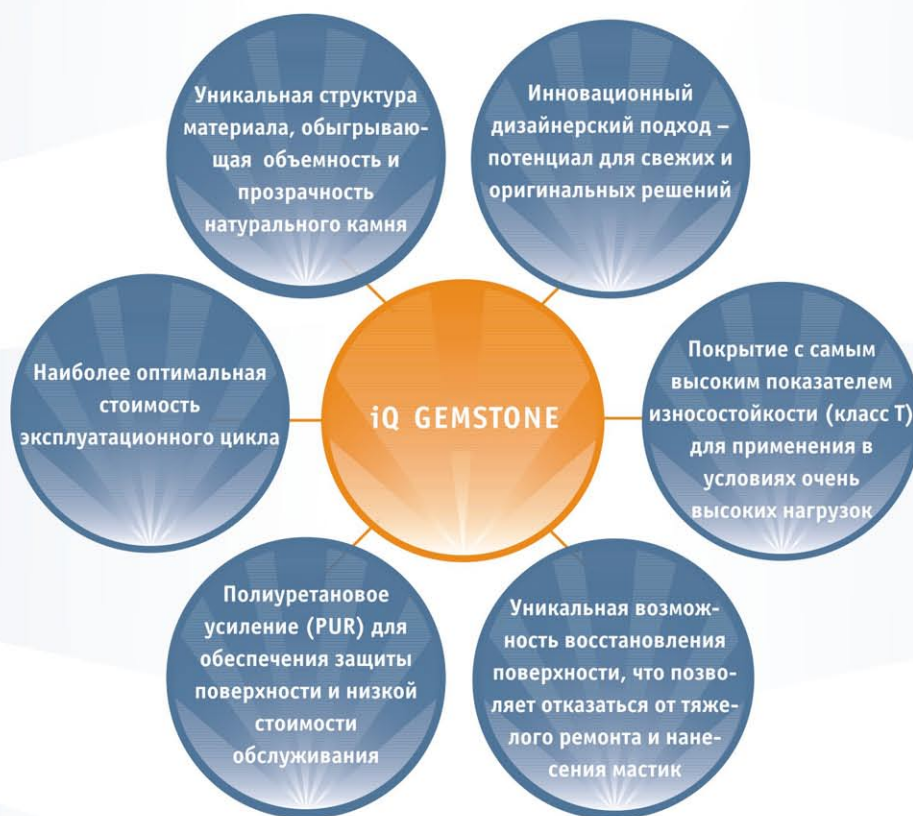 Уникальная структура
материала, обыгрываю-
щая объемность и
прозрачность
натурального камня
Инновационный
дизайнерский подход –
потенциал для свежих и
оригинальных решений
Наиболее оптимальная
стоимость
эксплуатационного цикла
iQ GEMSTONE
Покрытие с самым
высоким показателем
износостойкости (класс Т)
для применения в
условиях очень
высоких нагрузок
Полиуретановое
усиление (PUR) для
обеспечения защиты
поверхности и низкой
стоимости
обслуживания
Уникальная возмож-
ность восстановления
поверхности, что позво-
ляет отказаться от тяже-
лого ремонта и нане-
сения мастик